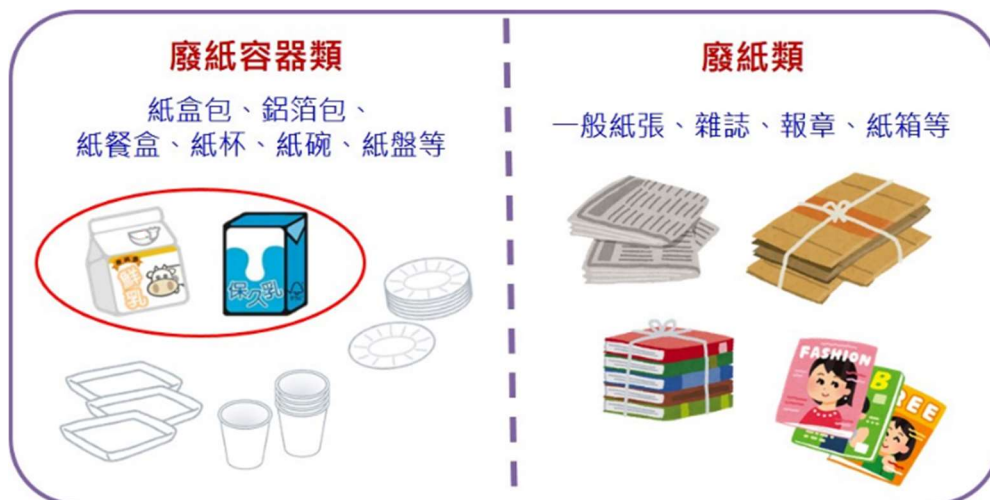 廢紙容器類
紙盒包、鋁箔包、
紙餐盒、紙杯、紙碗、紙盤等
鮮乳
保久乳
廢紙類
一般紙張、雜誌、報章、紙箱等
FASHION
B
REE